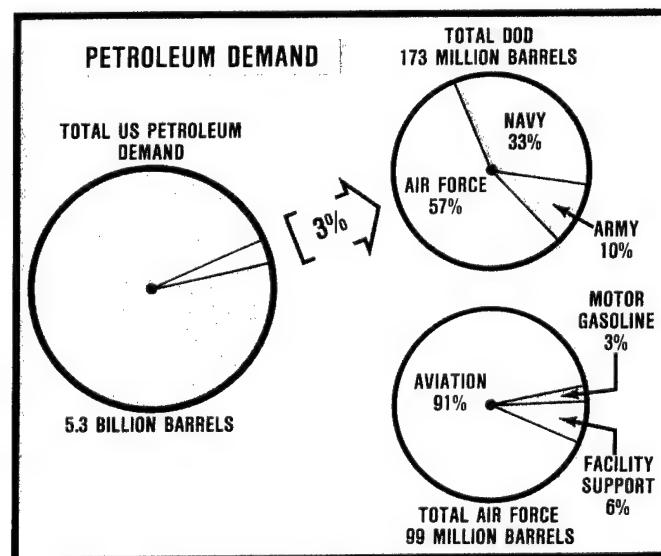 PETROLEUM DEMAND
TOTAL US PETROLEUM
DEMAND
5.3 BILLION BARRELS
3%
TOTAL DOD
173 MILLION BARRELS
NAVY
33%
AIR FORCE
57%
ARMY
10%
MOTOR
GASOLINE
3%
AVIATION
91%
FACILITY
SUPPORT
6%
TOTAL AIR FORCE
99 MILLION BARRELS